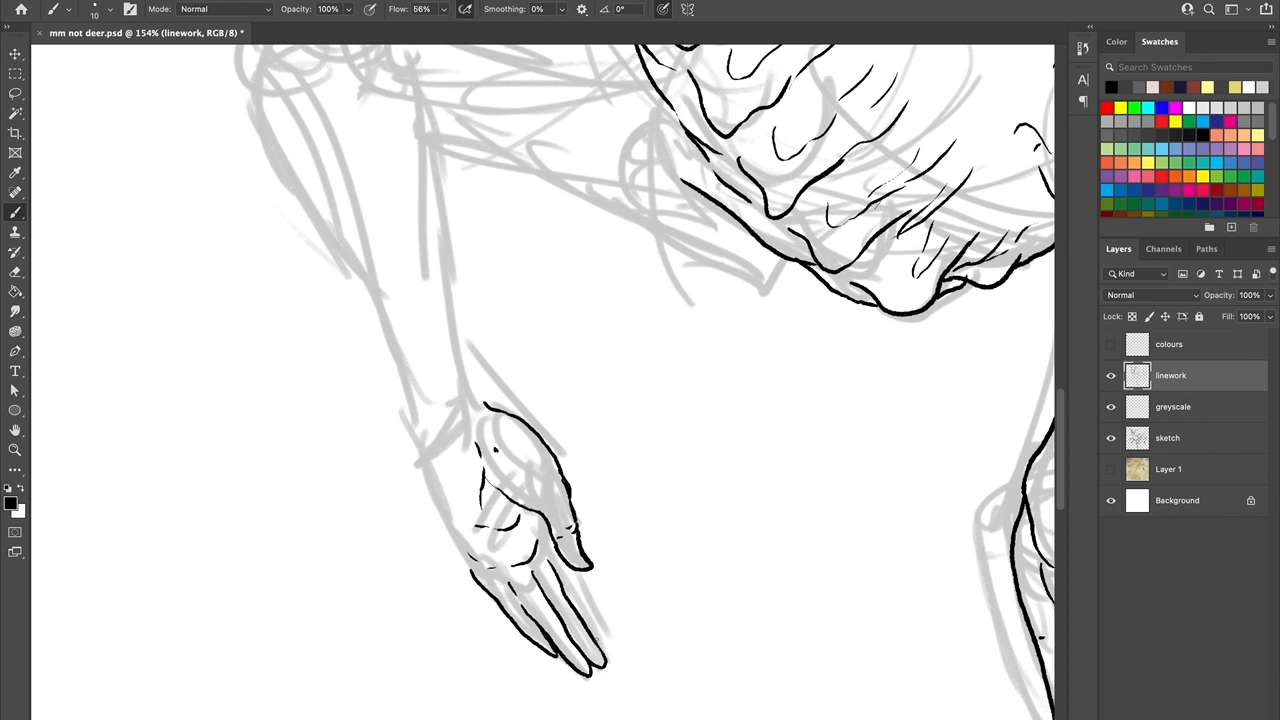 10 Mode: Normal Opacity: 100% Flow: 56% Smoothing: 0% 0°
× mm not deer.psd @ 154% (linework, RGB/8) *
Color Swatches
Search Swatches
Layers Channels Paths
Kind
Normal Opacity: 100%
Lock: Fill: 100%
colours
linework
greyscale
sketch
Layer 1
Background